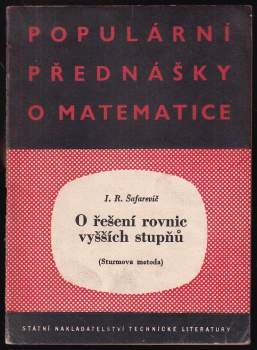 POPULÁRNÍ
PŘEDNÁŠKY
O MATEMATICE
I. R. Šafarevič
O řešení rovnic
vyšších stupňů
(Sturmova metoda)
STÁTNÍ NAKLADATELSTVÍ TECHNICKÉ LITERATURY